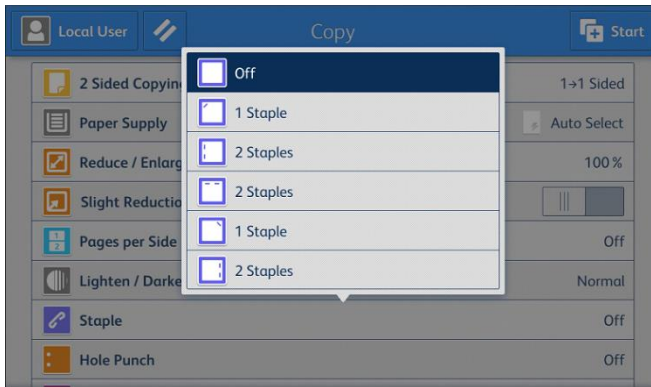 Local User
Copy
Start
Off
1 Staple
2 Staples
2 Staples
1 Staple
2 Staples
2 Sided Copyin
1→1 Sided
Paper Supply
Auto Select
Reduce / Enlarg
100%
Slight Reductio
Pages per Side
Off
Lighten / Darke
Normal
Staple
Off
Hole Punch
Off